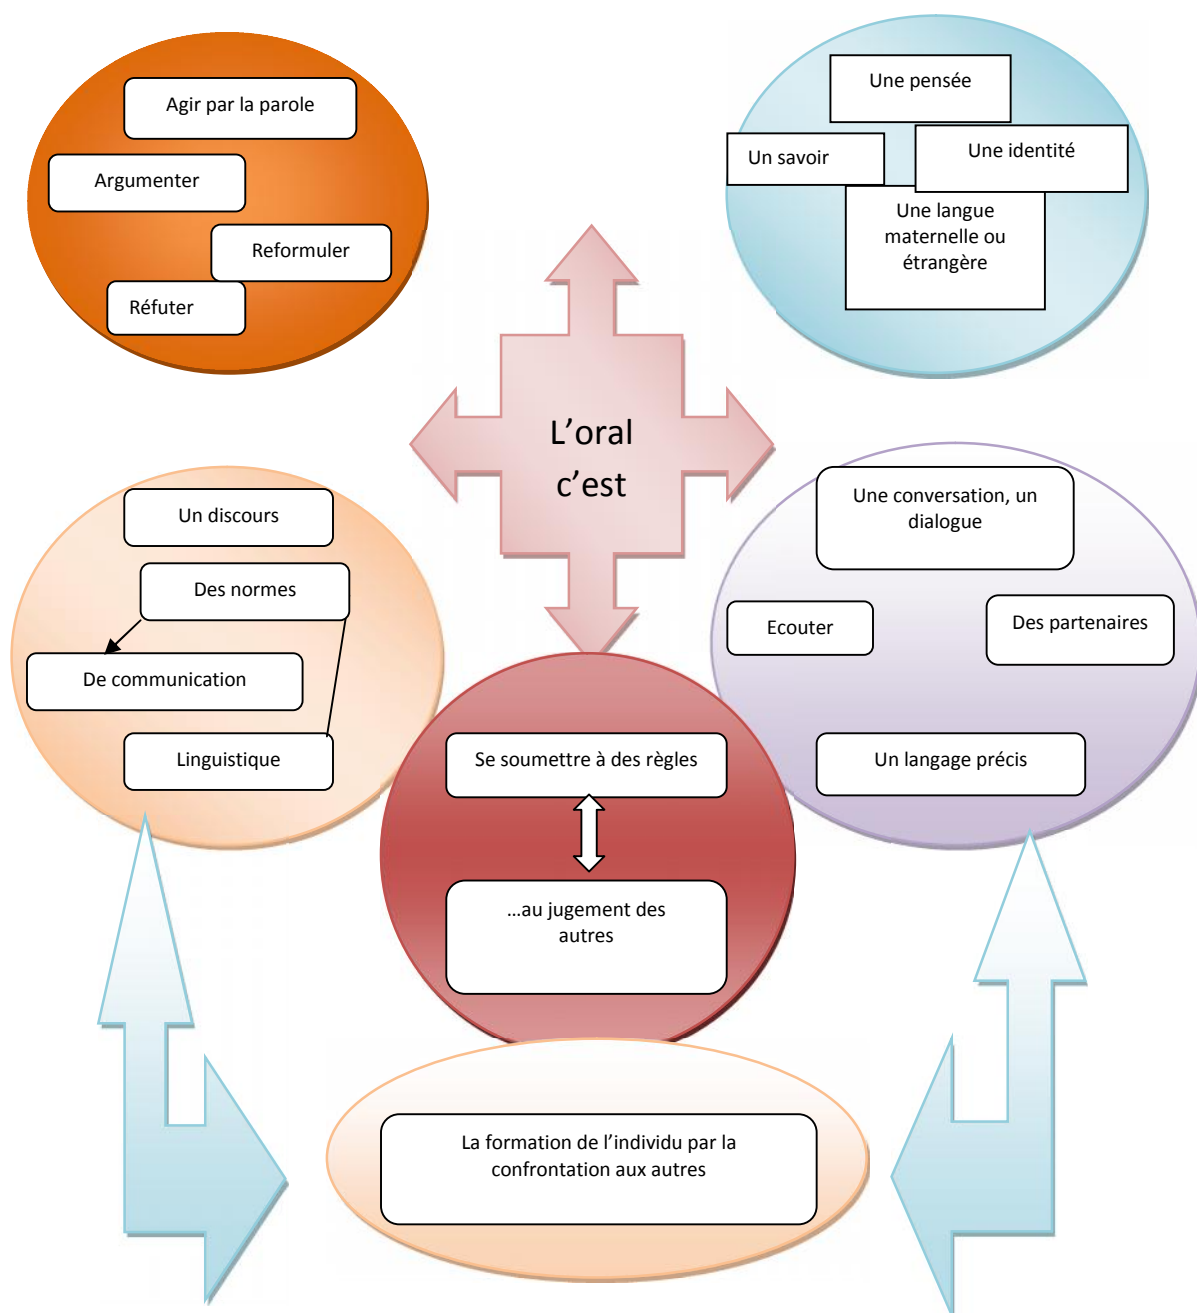 Agir par la parole
Argumenter
Reformuler
Réfuter
Une pensée
Un savoir
Une identité
Une langue
maternelle ou
étrangère
L’oral
c’est
Un discours
Des normes
De communication
Linguistique
Une conversation, un
dialogue
Ecouter
Des partenaires
Un langage précis
Se soumettre à des règles
…au jugement des
autres
La formation de l’individu par la
confrontation aux autres